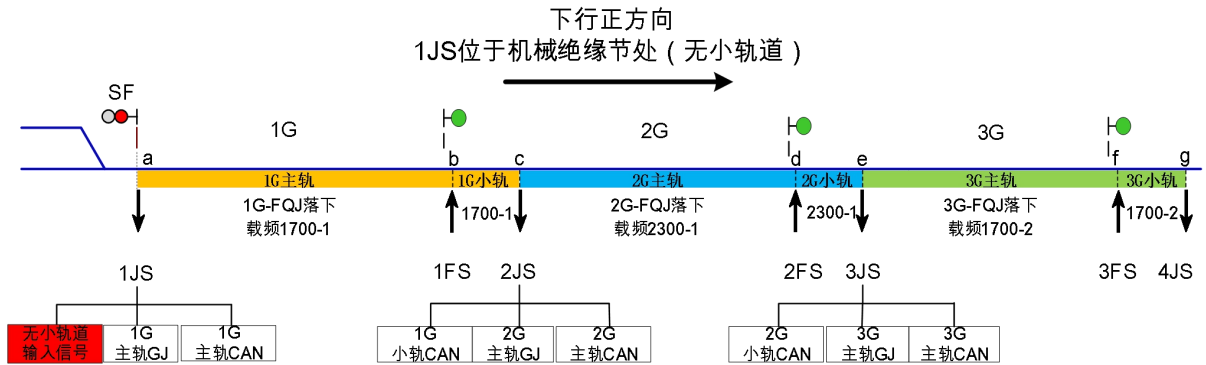 下行正方向
1JS位于机械绝缘节处（无小轨道）
SF
1G
2G
3G
a
b
c
d
e
f
g
1G主轨
1G小轨
2G主轨
2G小轨
3G主轨
3G小轨
1G-FQJ落下
载频1700-1
1700-1
2G-FQJ落下
载频2300-1
2300-1
3G-FQJ落下
载频1700-2
1700-2
1JS
1FS
2JS
2FS
3JS
3FS
4JS
无小轨道
输入信号
1G
主轨GJ
1G
主轨CAN
1G
小轨CAN
2G
主轨GJ
2G
主轨CAN
2G
小轨CAN
3G
主轨GJ
3G
主轨CAN